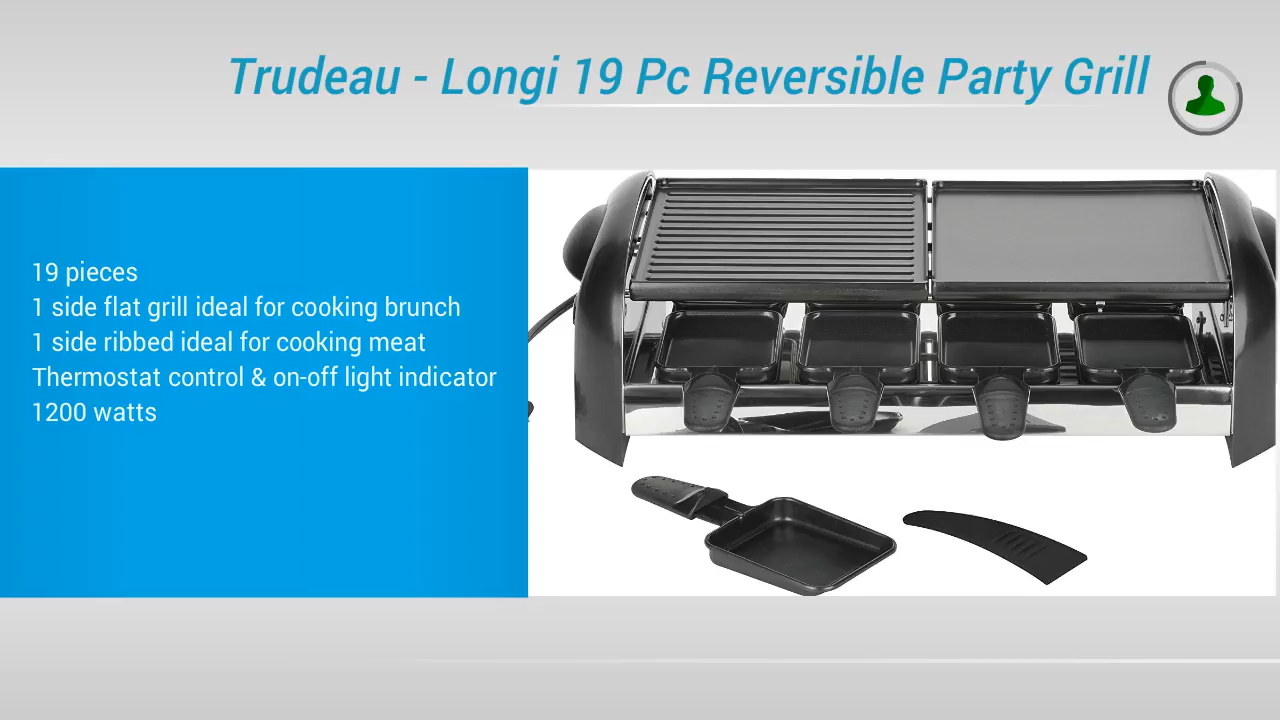 Trudeau - Longi 19 Pc Reversible Party Grill
19 pieces
1 side flat grill ideal for cooking brunch
1 side ribbed ideal for cooking meat
Thermostat control & on-off light indicator
1200 watts